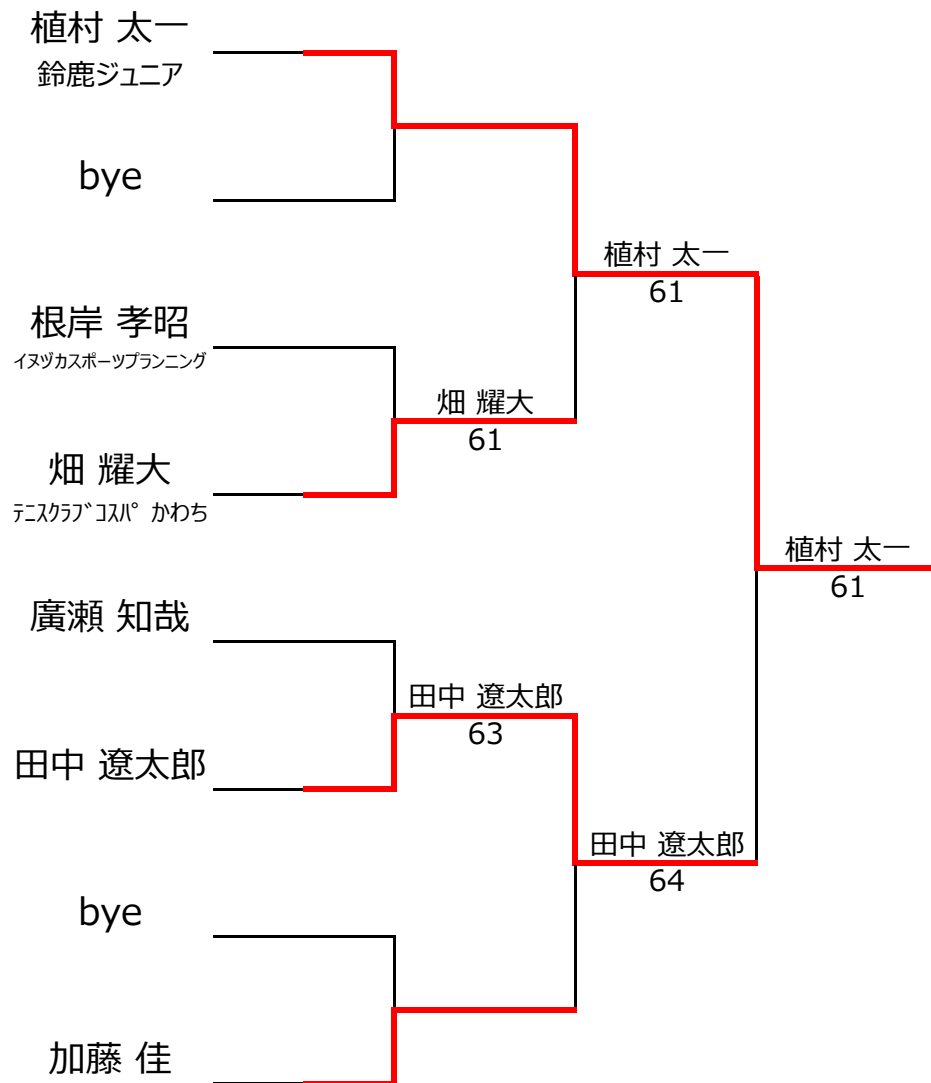 植村 太一
鈴鹿ジュニア
bye
植村 太一
61
根岸 孝昭
イヌヅカスポーツプランニング
畑 耀大
61
畑 耀大
ﾃﾆｽｸﾗﾌﾞｺｽﾊﾟ かわち
植村 太一
61
廣瀬 知哉
田中 遼太郎
63
田中 遼太郎
田中 遼太郎
64
bye
加藤 佳